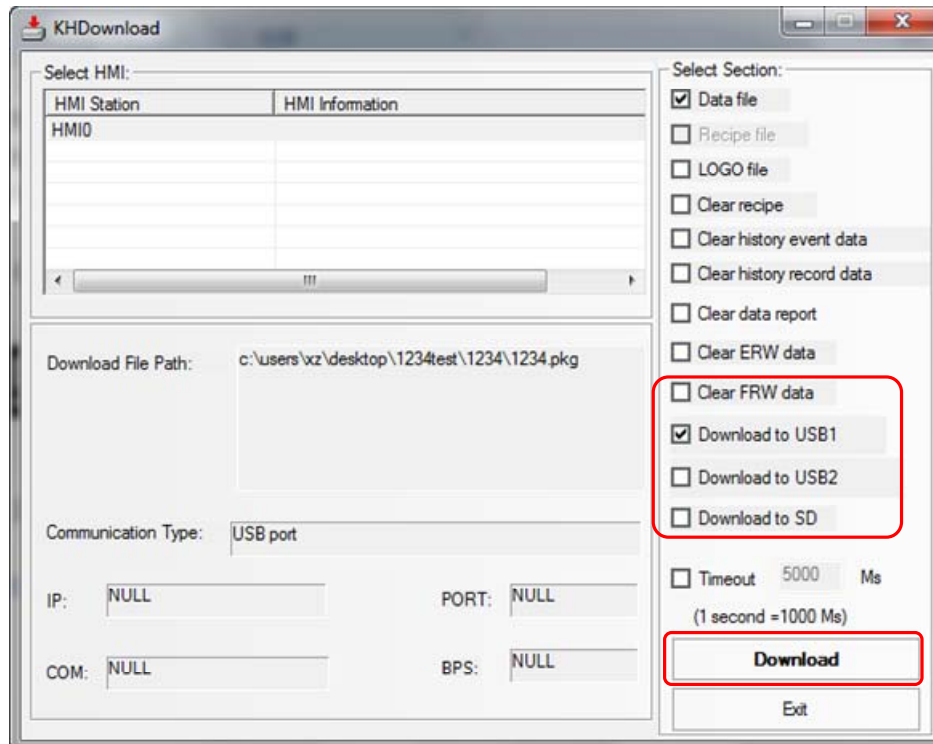 KHDownload
Select HMI:
HMI Station HMI Information
HMI0
Download File Path: c:\users\xz\desktop\1234test\1234\1234.pkg
Communication Type: USB port
IP: NULL PORT: NULL
COM: NULL BPS: NULL
Select Section:
Data file
Recipe file
LOGO file
Clear recipe
Clear history event data
Clear history record data
Clear data report
Clear ERW data
Clear FRW data
Download to USB1
Download to USB2
Download to SD
Timeout 5000 Ms
(1 second =1000 Ms)
Download
Exit